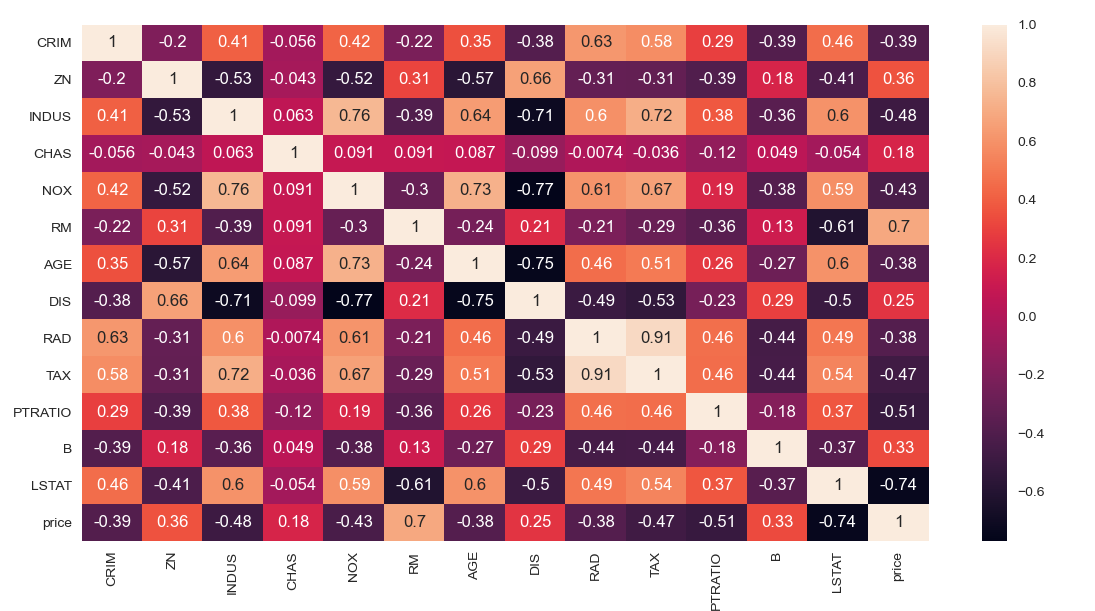 CRIM 1 -0.2 0.41 -0.056 0.42 -0.22 0.35 -0.38 0.63 0.58 0.29 -0.39 0.46 -0.39
ZN -0.2 1 -0.53 -0.043 -0.52 0.31 -0.57 0.66 -0.31 -0.31 -0.39 0.18 -0.41 0.36
INDUS 0.41 -0.53 1 0.063 0.76 -0.39 0.64 -0.71 0.6 0.72 0.38 -0.36 0.6 -0.48
CHAS -0.056 -0.043 0.063 1 0.091 0.091 0.087 -0.099 -0.0074 -0.036 -0.12 0.049 -0.054 0.18
NOX 0.42 -0.52 0.76 0.091 1 -0.3 0.73 -0.77 0.61 0.67 0.19 -0.38 0.59 -0.43
RM -0.22 0.31 -0.39 0.091 -0.3 1 -0.24 0.21 -0.21 -0.29 -0.36 0.13 -0.61 0.7
AGE 0.35 -0.57 0.64 0.087 0.73 -0.24 1 -0.75 0.46 0.51 0.26 -0.27 0.6 -0.38
DIS -0.38 0.66 -0.71 -0.099 -0.77 0.21 -0.75 1 -0.49 -0.53 -0.23 0.29 -0.5 0.25
RAD 0.63 -0.31 0.6 -0.0074 0.61 -0.21 0.46 -0.49 1 0.91 0.46 -0.44 0.49 -0.38
TAX 0.58 -0.31 0.72 -0.036 0.67 -0.29 0.51 -0.53 0.91 1 0.46 -0.44 0.54 -0.47
PTRATIO 0.29 -0.39 0.38 -0.12 0.19 -0.36 0.26 -0.23 0.46 0.46 1 -0.18 0.37 -0.51
B -0.39 0.18 -0.36 0.049 -0.38 0.13 -0.27 0.29 -0.44 -0.44 -0.18 1 -0.37 0.33
LSTAT 0.46 -0.41 0.6 -0.054 0.59 -0.61 0.6 -0.5 0.49 0.54 0.37 -0.37 1 -0.74
price -0.39 0.36 -0.48 0.18 -0.43 0.7 -0.38 0.25 -0.38 -0.47 -0.51 0.33 -0.74 1
CRIM ZN INDUS CHAS NOX RM AGE DIS RAD TAX PTRATIO B LSTAT price
1.0
0.8
0.6
0.4
0.2
0.0
−0.2
−0.4
−0.6